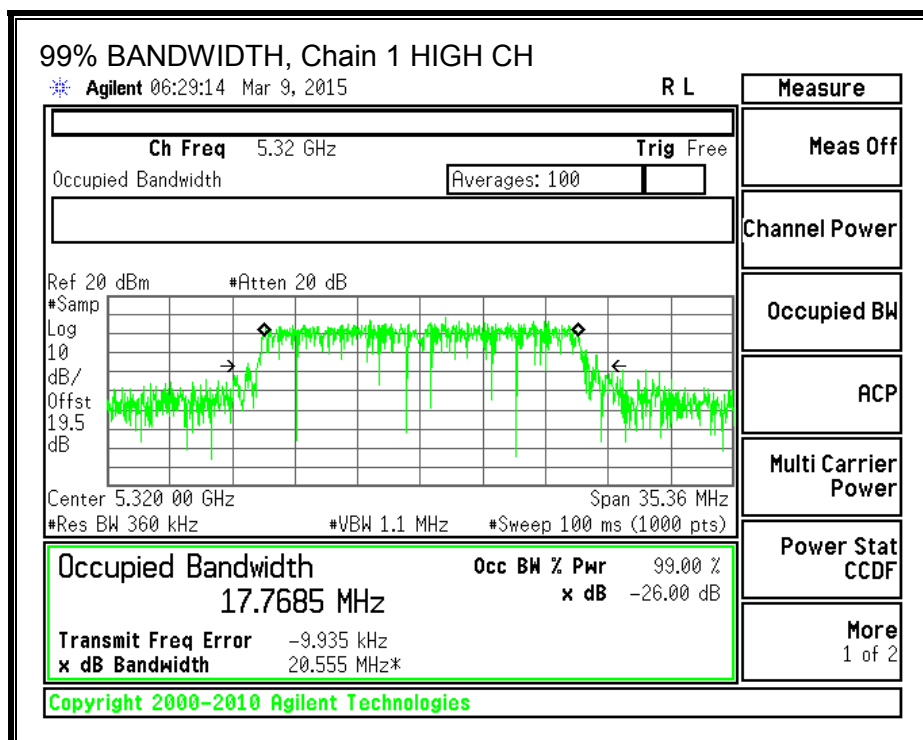 99% BANDWIDTH, Chain 1 HIGH CH
Agilent 06:29:14 Mar 9, 2015 R L
Measure
Ch Freq 5.32 GHz Trig Free
Meas Off
Occupied Bandwidth Averages: 100
Channel Power
Ref 20 dBm #Atten 20 dB
#Samp
Log
10
dB/
Offst
19.5
dB
Occupied BW
ACP
Multi Carrier
Power
Center 5.320 00 GHz Span 35.36 MHz
#Res BW 360 kHz #VBW 1.1 MHz #Sweep 100 ms (1000 pts)
Power Stat
CCDF
Occupied Bandwidth Occ BW % Pwr 99.00 %
17.7685 MHz x dB -26.00 dB
Transmit Freq Error -9.935 kHz
x dB Bandwidth 20.555 MHz*
More
1 of 2
Copyright 2000-2010 Agilent Technologies